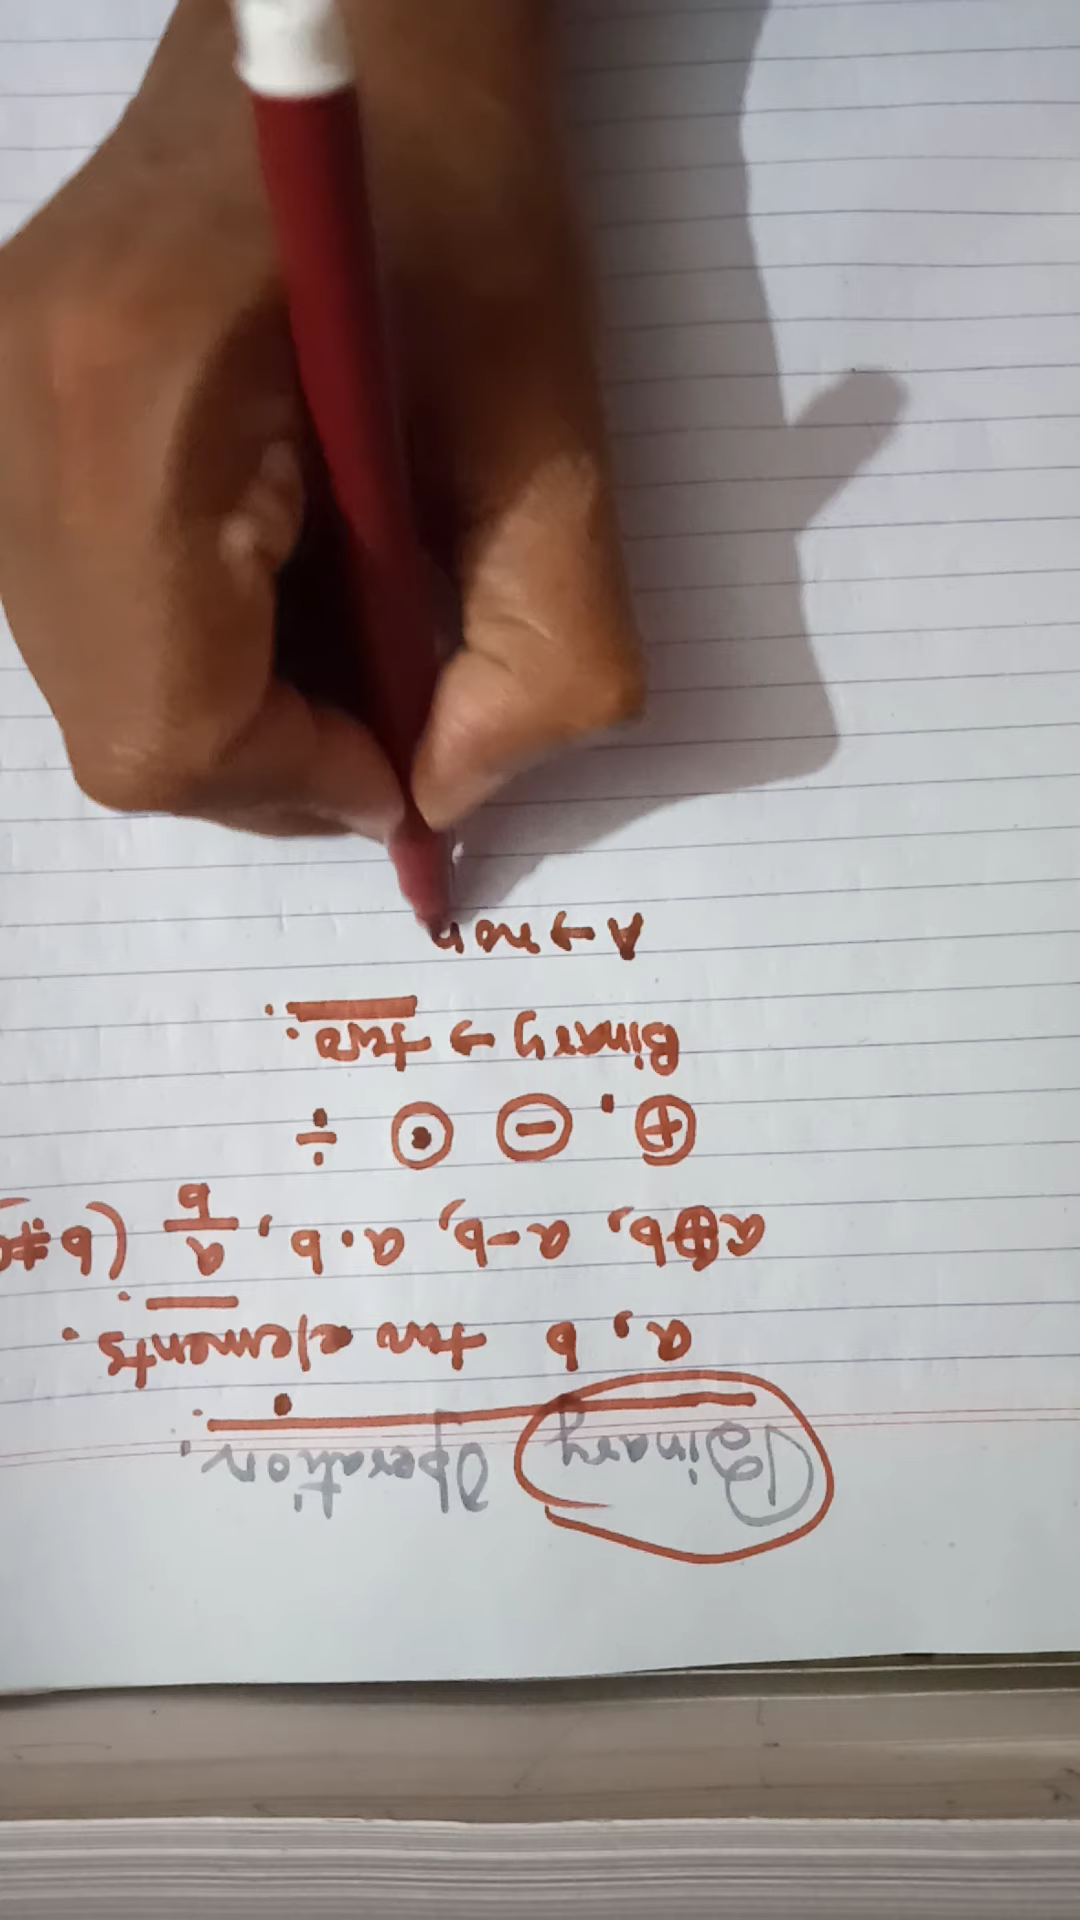 Binary Operation.
a, b two elements.
a+b, a-b, a·b, a/b (b≠
⊕, ⊖ ⊙ ÷
Binary → two.
A → non